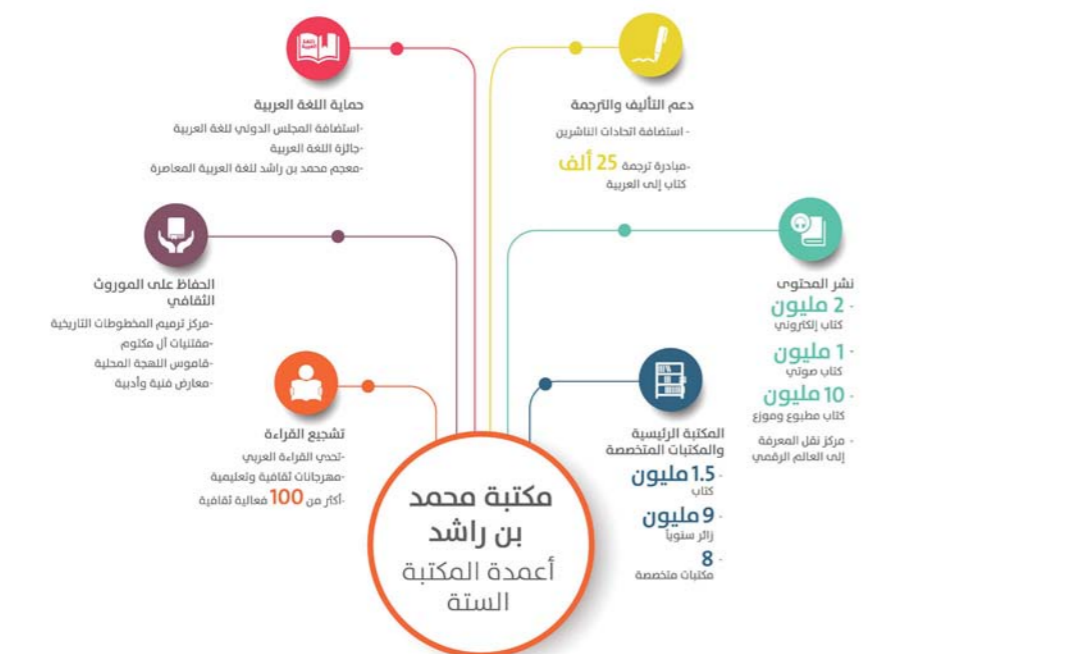 حماية اللغة العربية
-استضافة المجلس الدولي للغة العربية
-جائزة اللغة العربية
-معجم محمد بن راشد للغة العربية المعاصرة
دعم التأليف والترجمة
- استضافة اتحادات الناشرين
-مبادرة ترجمة 25 ألف
كتاب إلى العربية
الحفاظ على الموروث
الثقافي
-مركز ترميم المخطوطات التاريخية
-مقتنيات آل مكتوم
-قاموس اللهجة المحلية
-معارض فنية وأدبية
نشر المحتوى
- 2 مليون
كتاب إلكتروني
- 1 مليون
كتاب صوتي
- 10 مليون
كتاب مطبوع وموزع
- مركز نقل المعرفة
إلى العالم الرقمي
تشجيع القراءة
-تحدي القراءة العربي
-مهرجانات ثقافية وتعليمية
-أكثر من 100 فعالية ثقافية
المكتبة الرئيسية
والمكتبات المتخصصة
- 1.5 مليون
كتاب
- 9 مليون
زائر سنوياً
- 8
مكتبات متخصصة
مكتبة محمد
بن راشد
أعمدة المكتبة
الستة